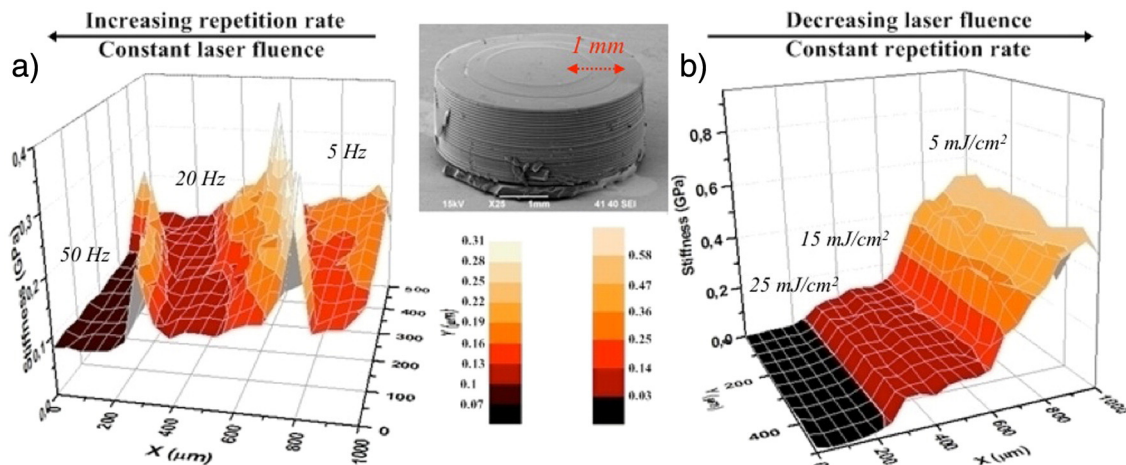 Increasing repetition rate
Constant laser fluence
a)
0,4
0,3
0.2
0.1
0.0
Stiffness (GPa)
50 Hz
20 Hz
5 Hz
0
200
400
600
800
1000
X (μm)
500
400
300
200
100
0
Y (μm)
1 mm
15kV X25 1mm 41 40 SEI
0.31
0.28
0.25
0.22
0.19
0.16
0.13
0.1
0.07
0.58
0.47
0.36
0.25
0.14
0.03
Decreasing laser fluence
Constant repetition rate
b)
0,8
0,6
0,4
0,2
0,0
Stiffness (GPa)
5 mJ/cm²
15 mJ/cm²
25 mJ/cm²
200
400
Y (μm)
0
200
400
600
800
1000
X (μm)